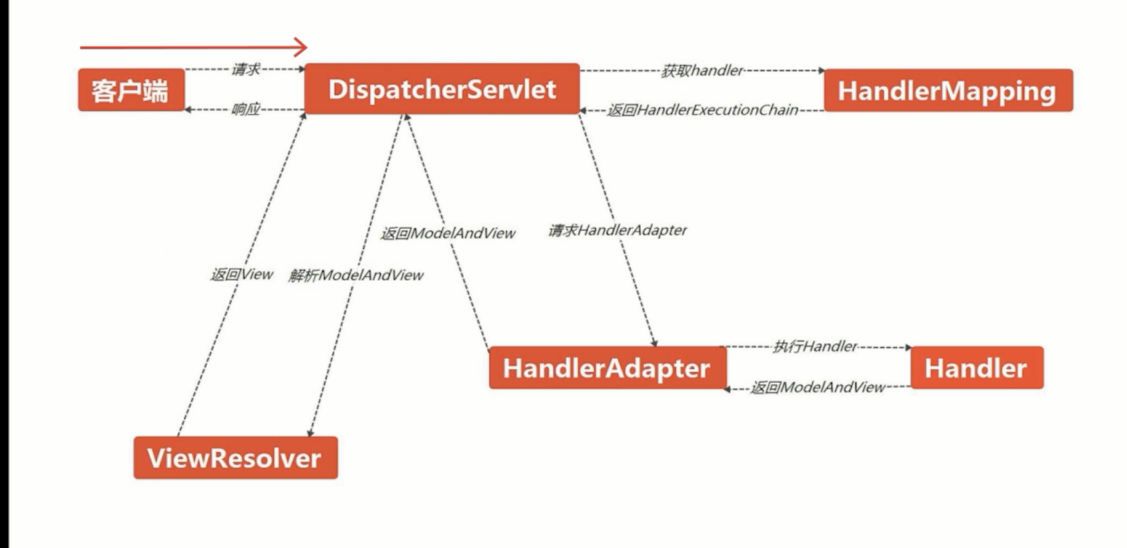 请求
客户端
DispatcherServlet
获取handler
HandlerMapping
响应
返回HandlerExecutionChain
返回ModelAndView
请求HandlerAdapter
返回View
解析ModelAndView
执行Handler
HandlerAdapter
Handler
返回ModelAndView
ViewResolver